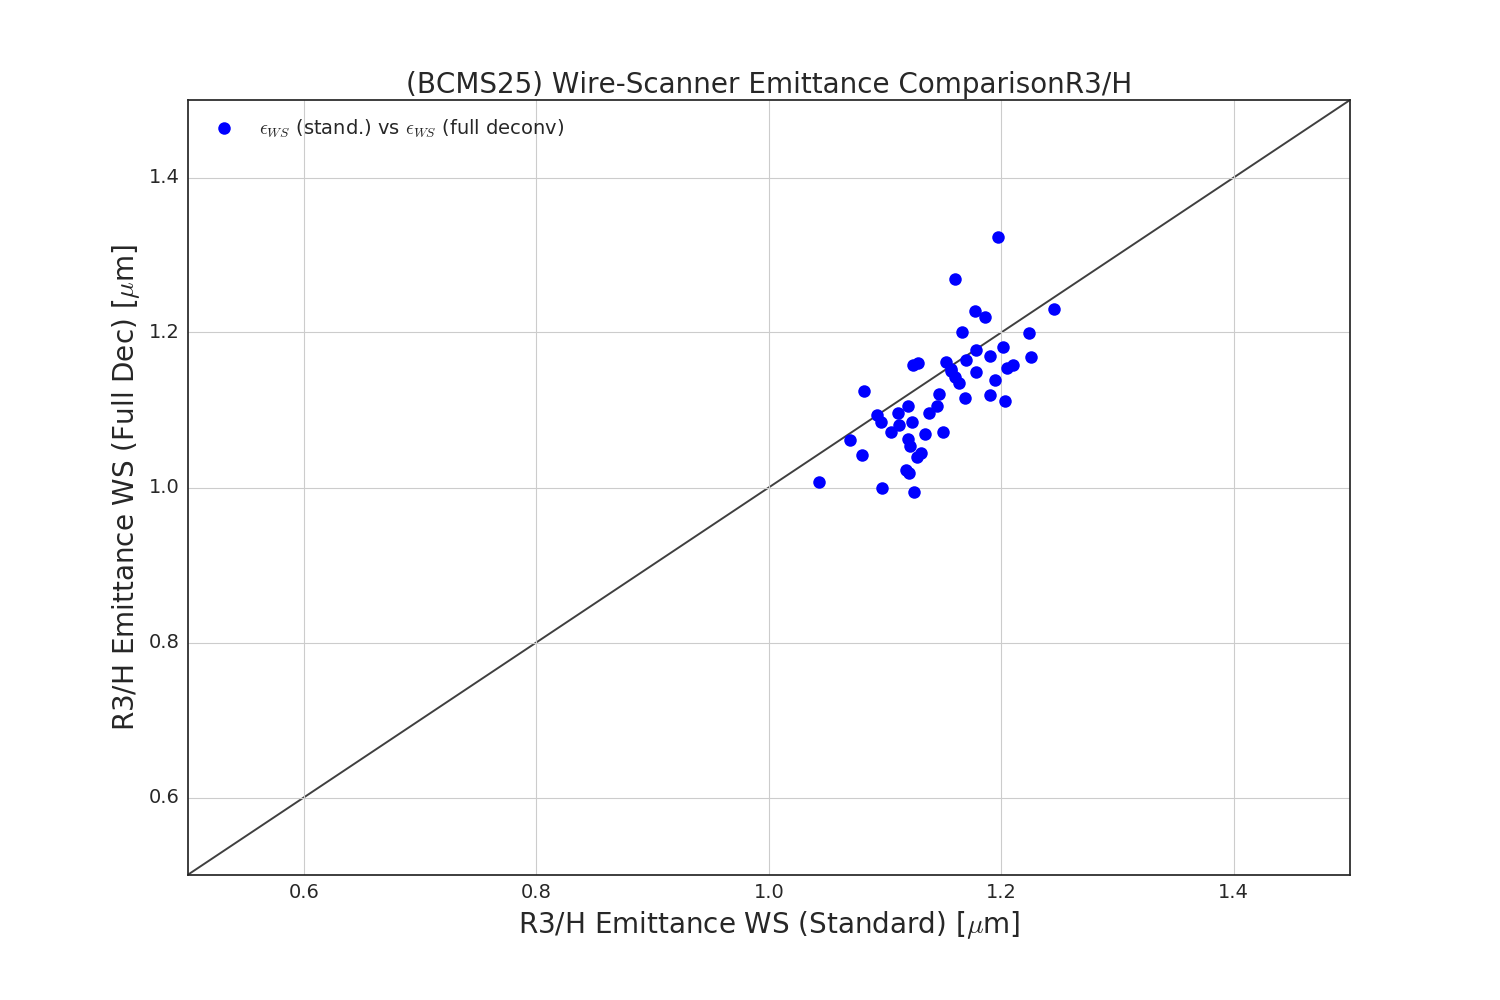 (BCMS25) Wire-Scanner Emittance ComparisonR3/H
ϵWS (stand.) vs ϵWS (full deconv)
1.4
1.2
1.0
0.8
0.6
R3/H Emittance WS (Full Dec) [μm]
0.6 0.8 1.0 1.2 1.4
R3/H Emittance WS (Standard) [μm]